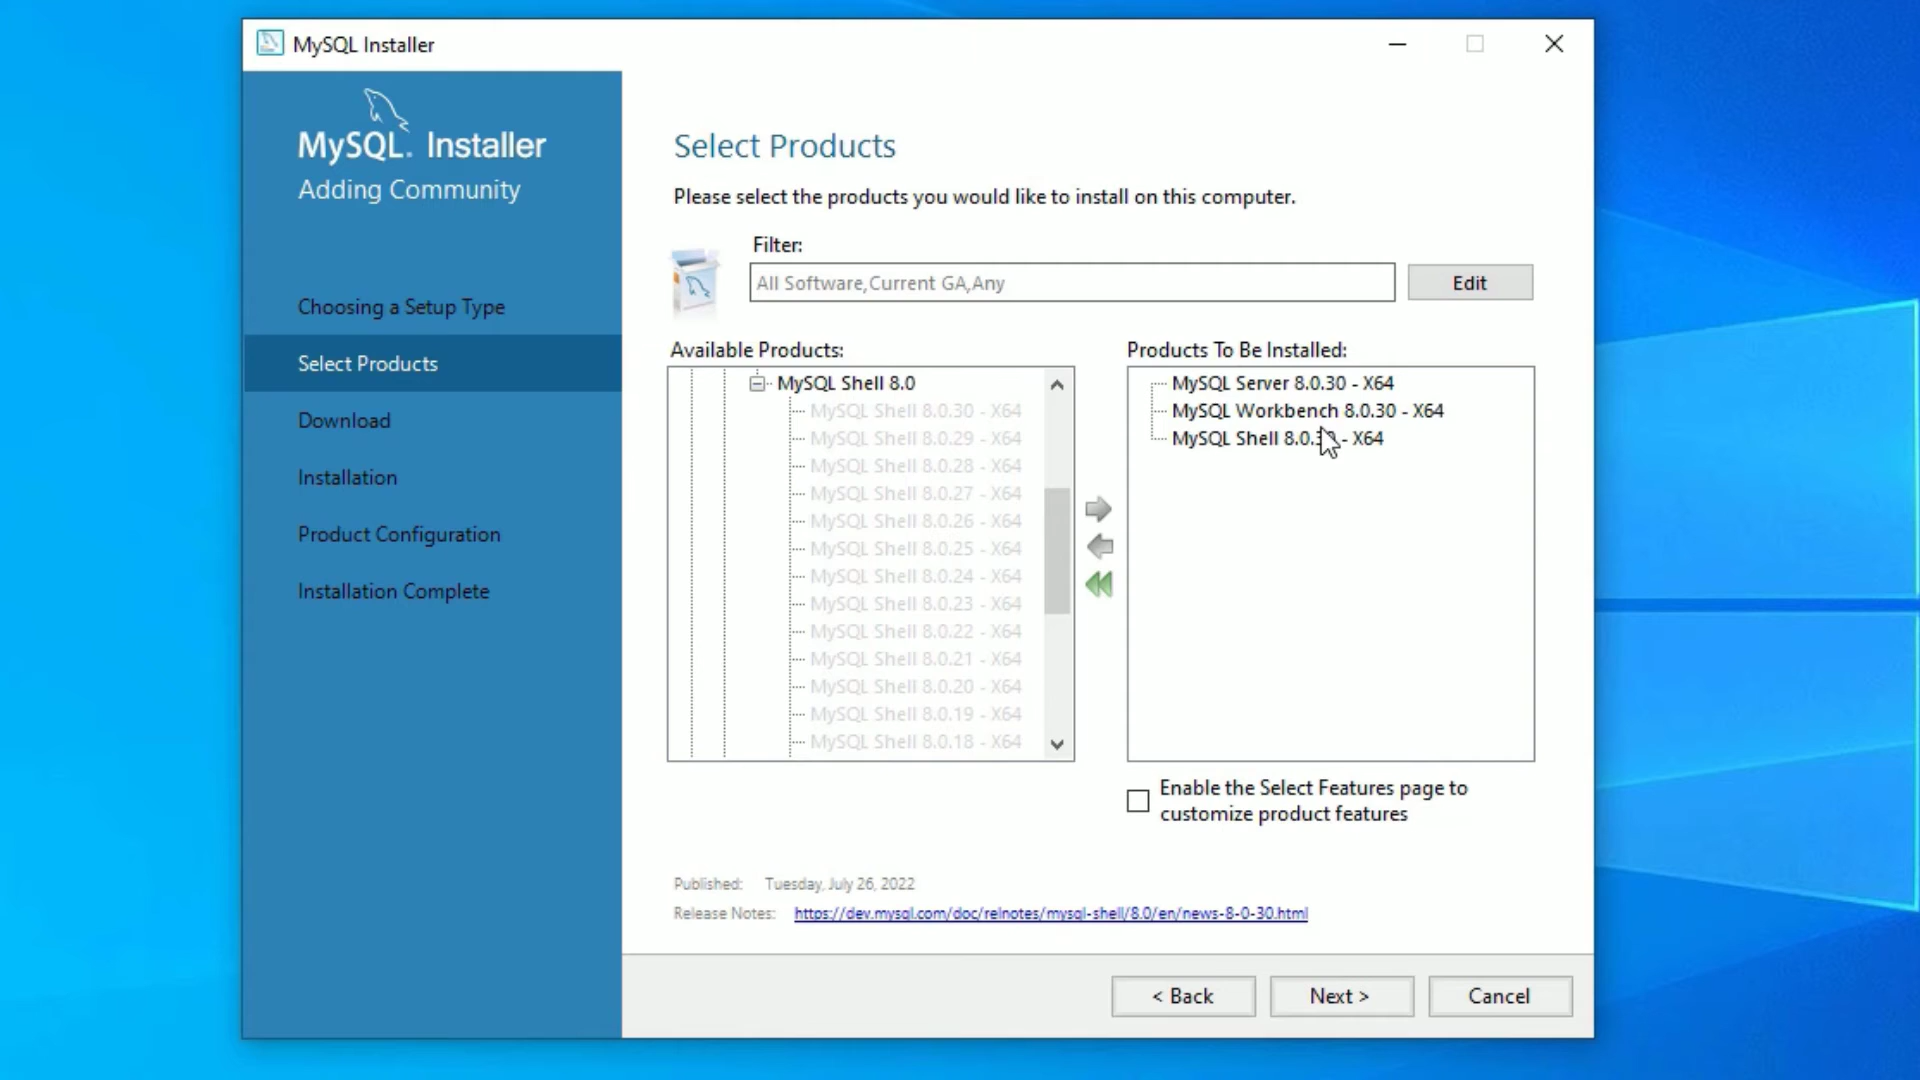 MySQL Installer
MySQL. Installer
Adding Community
Choosing a Setup Type
Select Products
Download
Installation
Product Configuration
Installation Complete
Select Products
Please select the products you would like to install on this computer.
Filter:
All Software,Current GA,Any
Edit
Available Products:
MySQL Shell 8.0
MySQL Shell 8.0.30 - X64
MySQL Shell 8.0.29 - X64
MySQL Shell 8.0.28 - X64
MySQL Shell 8.0.27 - X64
MySQL Shell 8.0.26 - X64
MySQL Shell 8.0.25 - X64
MySQL Shell 8.0.24 - X64
MySQL Shell 8.0.23 - X64
MySQL Shell 8.0.22 - X64
MySQL Shell 8.0.21 - X64
MySQL Shell 8.0.20 - X64
MySQL Shell 8.0.19 - X64
MySQL Shell 8.0.18 - X64
Products To Be Installed:
MySQL Server 8.0.30 - X64
MySQL Workbench 8.0.30 - X64
MySQL Shell 8.0.30 - X64
Enable the Select Features page to
customize product features
Published: Tuesday, July 26, 2022
Release Notes: https://dev.mysql.com/doc/relnotes/mysql-shell/8.0/en/news-8-0-30.html
< Back
Next >
Cancel